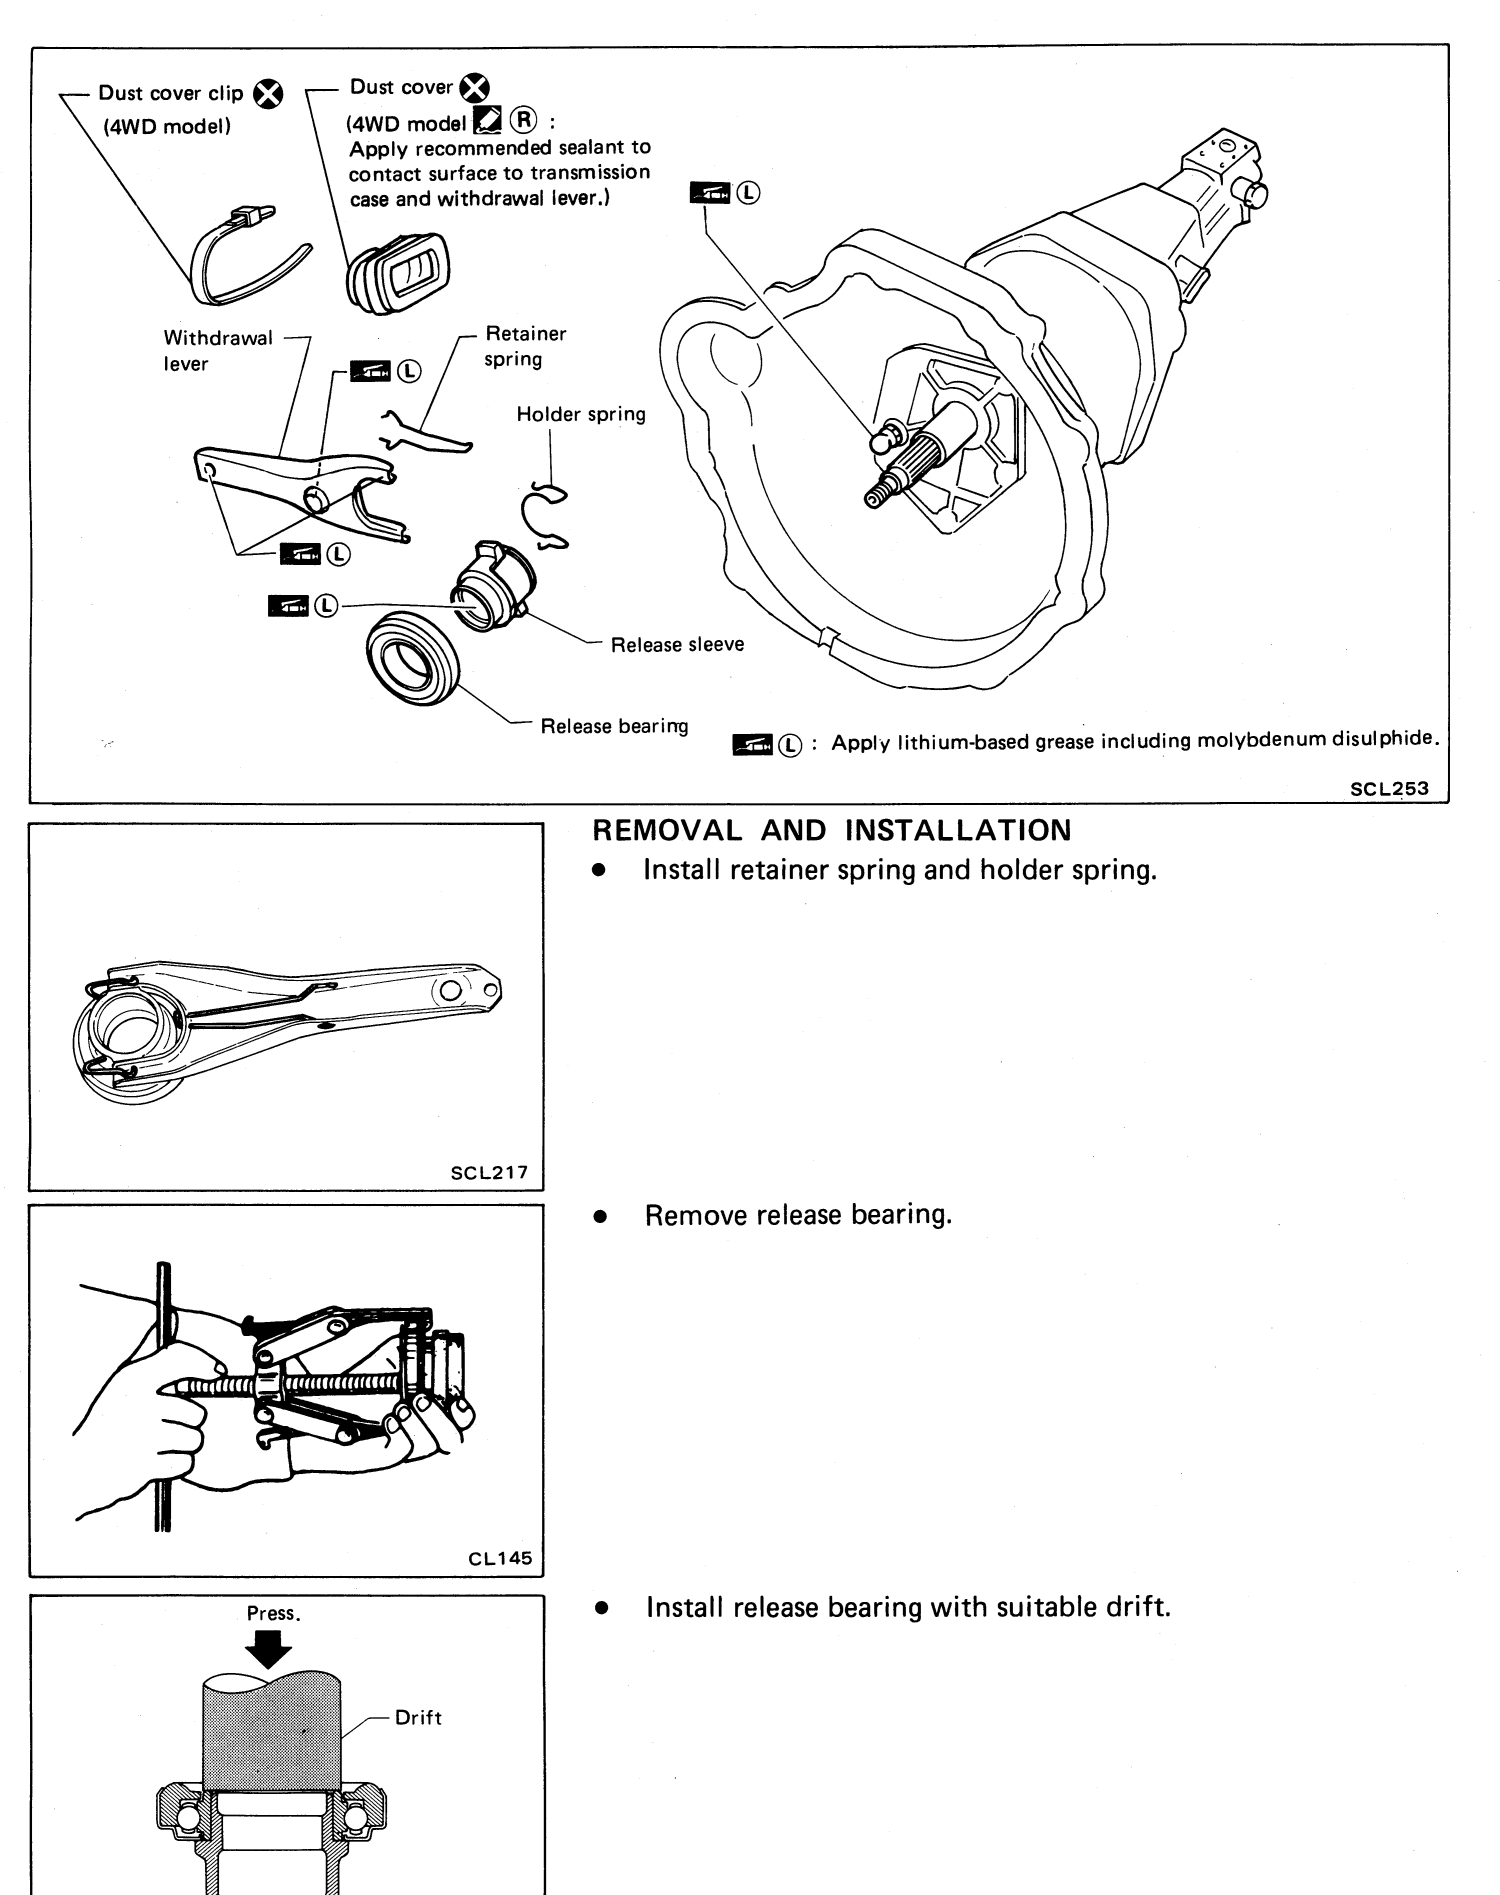 Dust cover clip
(4WD model)
Dust cover
(4WD model Ⓡ :
Apply recommended sealant to
contact surface to transmission
case and withdrawal lever.)
Ⓛ
Withdrawal
lever
Ⓛ
Retainer
spring
Holder spring
Ⓛ
Ⓛ
Release sleeve
Release bearing
Ⓛ : Apply lithium-based grease including molybdenum disulphide.
SCL253
REMOVAL AND INSTALLATION
● Install retainer spring and holder spring.
SCL217
● Remove release bearing.
CL145
● Install release bearing with suitable drift.
Press.
Drift